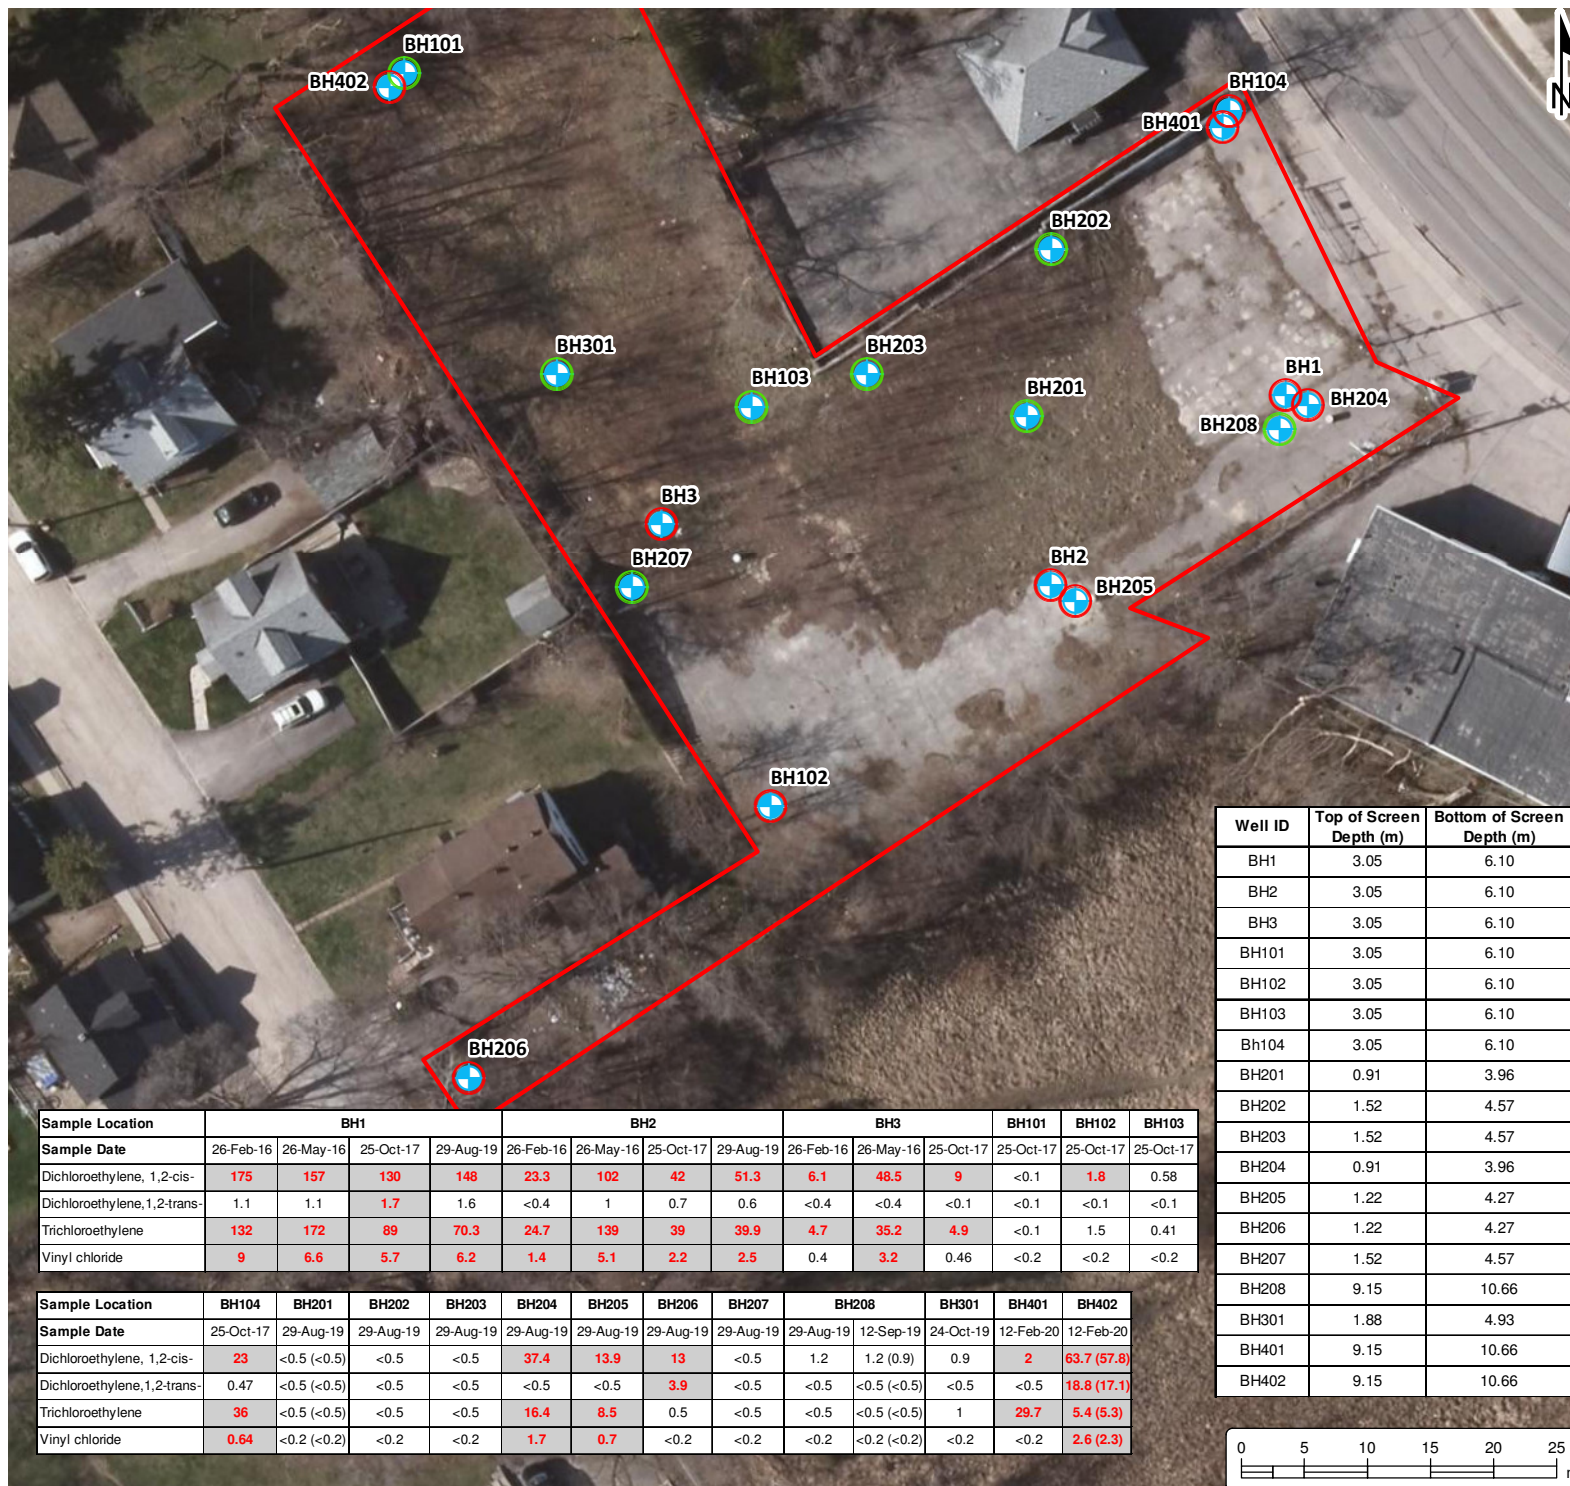 BH101
BH402
BH104
BH401
BH202
BH301
BH203
BH103
BH1
BH201
BH204
BH208
BH3
BH207
BH2
BH205
BH102
BH206
N
Well ID Top of Screen Depth (m) Bottom of Screen Depth (m)
BH1 3.05 6.10
BH2 3.05 6.10
BH3 3.05 6.10
BH101 3.05 6.10
BH102 3.05 6.10
BH103 3.05 6.10
Bh104 3.05 6.10
BH201 0.91 3.96
BH202 1.52 4.57
BH203 1.52 4.57
BH204 0.91 3.96
BH205 1.22 4.27
BH206 1.22 4.27
BH207 1.52 4.57
BH208 9.15 10.66
BH301 1.88 4.93
BH401 9.15 10.66
BH402 9.15 10.66
Sample Location BH1 BH2 BH3 BH101 BH102 BH103
Sample Date 26-Feb-16 26-May-16 25-Oct-17 29-Aug-19 26-Feb-16 26-May-16 25-Oct-17 29-Aug-19 26-Feb-16 26-May-16 25-Oct-17 25-Oct-17 25-Oct-17 25-Oct-17
Dichloroethylene, 1,2-cis- 175 157 130 148 23.3 102 42 51.3 6.1 48.5 9 <0.1 1.8 0.58
Dichloroethylene,1,2-trans- 1.1 1.1 1.7 1.6 <0.4 1 0.7 0.6 <0.4 <0.4 <0.1 <0.1 <0.1 <0.1
Trichloroethylene 132 172 89 70.3 24.7 139 39 39.9 4.7 35.2 4.9 <0.1 1.5 0.41
Vinyl chloride 9 6.6 5.7 6.2 1.4 5.1 2.2 2.5 0.4 3.2 0.46 <0.2 <0.2 <0.2
Sample Location BH104 BH201 BH202 BH203 BH204 BH205 BH206 BH207 BH208 BH301 BH401 BH402
Sample Date 25-Oct-17 29-Aug-19 29-Aug-19 29-Aug-19 29-Aug-19 29-Aug-19 29-Aug-19 29-Aug-19 29-Aug-19 12-Sep-19 24-Oct-19 12-Feb-20 12-Feb-20
Dichloroethylene, 1,2-cis- 23 <0.5 (<0.5) <0.5 <0.5 37.4 13.9 13 <0.5 1.2 1.2 (0.9) 0.9 2 63.7 (57.8)
Dichloroethylene,1,2-trans- 0.47 <0.5 (<0.5) <0.5 <0.5 <0.5 <0.5 3.9 <0.5 <0.5 <0.5 (<0.5) <0.5 <0.5 18.8 (17.1)
Trichloroethylene 36 <0.5 (<0.5) <0.5 <0.5 16.4 8.5 0.5 <0.5 <0.5 <0.5 (<0.5) 1 29.7 5.4 (5.3)
Vinyl chloride 0.64 <0.2 (<0.2) <0.2 <0.2 1.7 0.7 <0.2 <0.2 <0.2 <0.2 (<0.2) <0.2 <0.2 2.6 (2.3)
0 5 10 15 20 25